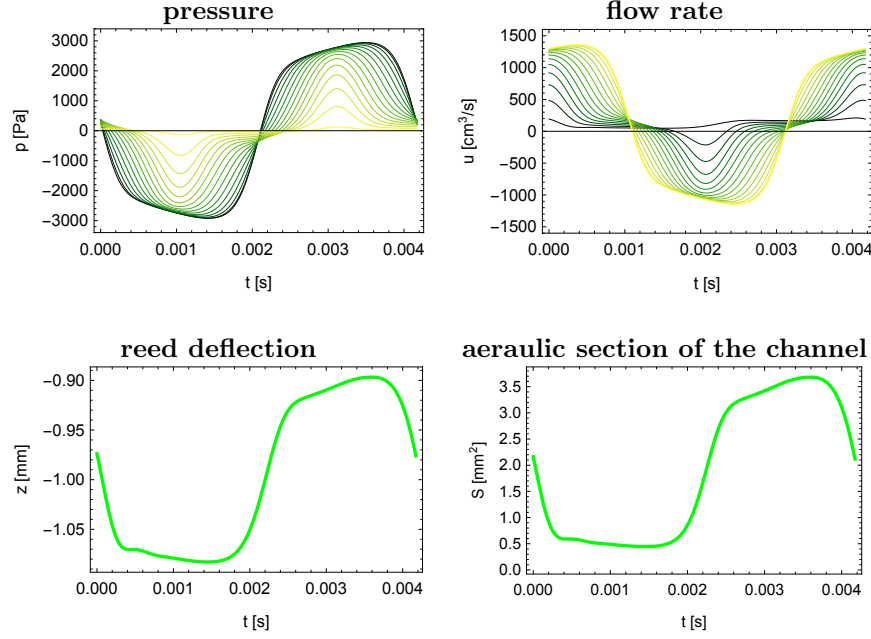 pressure
3000
2000
1000
0
−1000
−2000
−3000
p [Pa]
0.000 0.001 0.002 0.003 0.004
t [s]
flow rate
1500
1000
500
0
−500
−1000
−1500
u [cm³/s]
0.000 0.001 0.002 0.003 0.004
t [s]
reed deflection
−0.90
−0.95
−1.00
−1.05
z [mm]
0.000 0.001 0.002 0.003 0.004
t [s]
aeraulic section of the channel
3.5
3.0
2.5
2.0
1.5
1.0
0.5
0.0
S [mm²]
0.000 0.001 0.002 0.003 0.004
t [s]